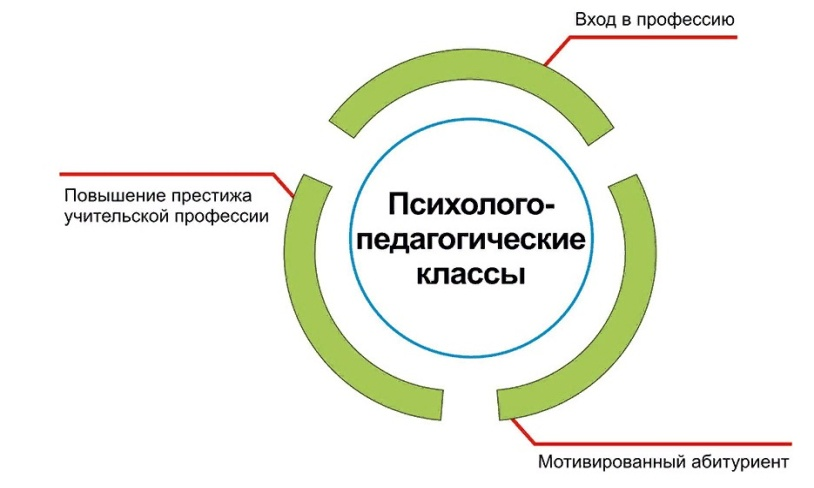 Вход в профессию
Повышение престижа
учительской профессии
Психолого-
педагогические
классы
Мотивированный абитуриент